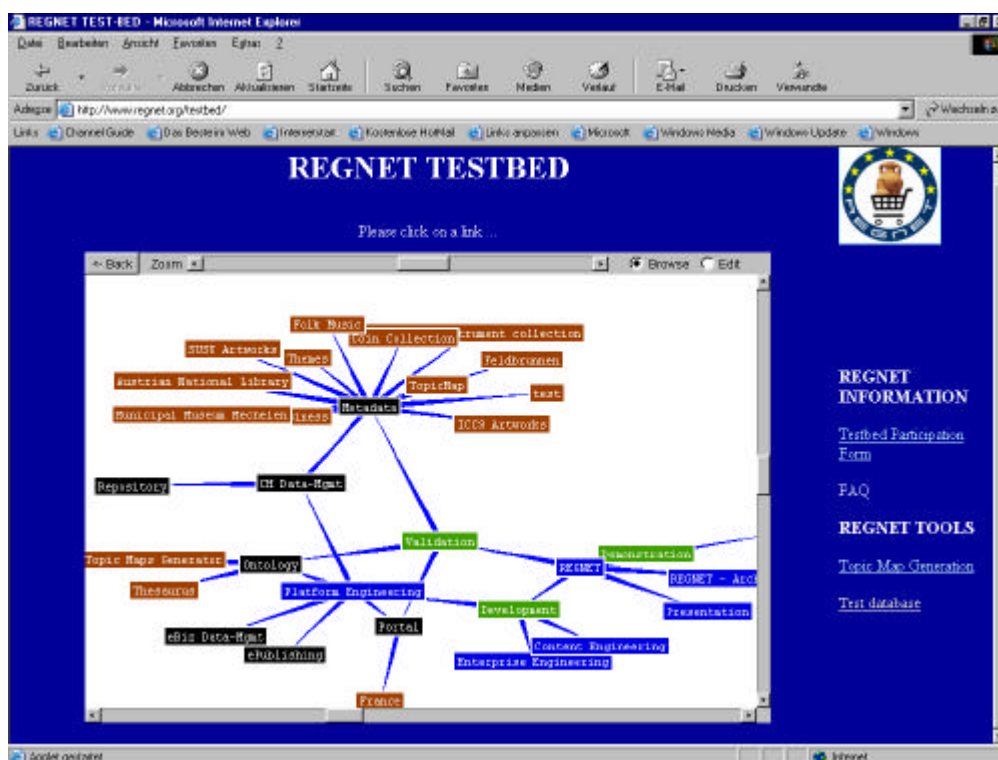 REGNET TEST-BED - Microsoft Internet Explorer
Datei Bearbeiten Ansicht Favoriten Extras ?
Zurück Abbrechen Aktualisieren Startseite Suchen Favoriten Medien Verlauf E-Mail Drucken Verwandte
Adresse http://www.regnet.org/testbed/ Wechseln z
Links Channel Guide Das Beste im Web Internetstart Kostenlose HotMail Links anpassen Microsoft Windows Media Windows Update Windows
REGNET TESTBED
REGNET
Please click on a link ...
<- Back Zoom Browse Edit
Folk Music
Coin Collection
trument collection
SUSU Artworks
Themes
Feldbrunnen
Austrian National Library
TopicMap
test
Metadata
Municipal Museum Mechelen
iness
ICCS Artworks
Repository
CH Data-Mgmt
Validation
Demonstration
Topic Maps Generator
Ontology
REGNET
REGNET - Arch
Thesaurus
Platform Engineering
Development
Presentation
Portal
eBiz Data-Mgmt
ePublishing
Content Engineering
Enterprise Engineering
France
REGNET
INFORMATION
Testbed Participation
Form
FAQ
REGNET TOOLS
Topic Map Generation
Test database
Applet gestartet
Internet